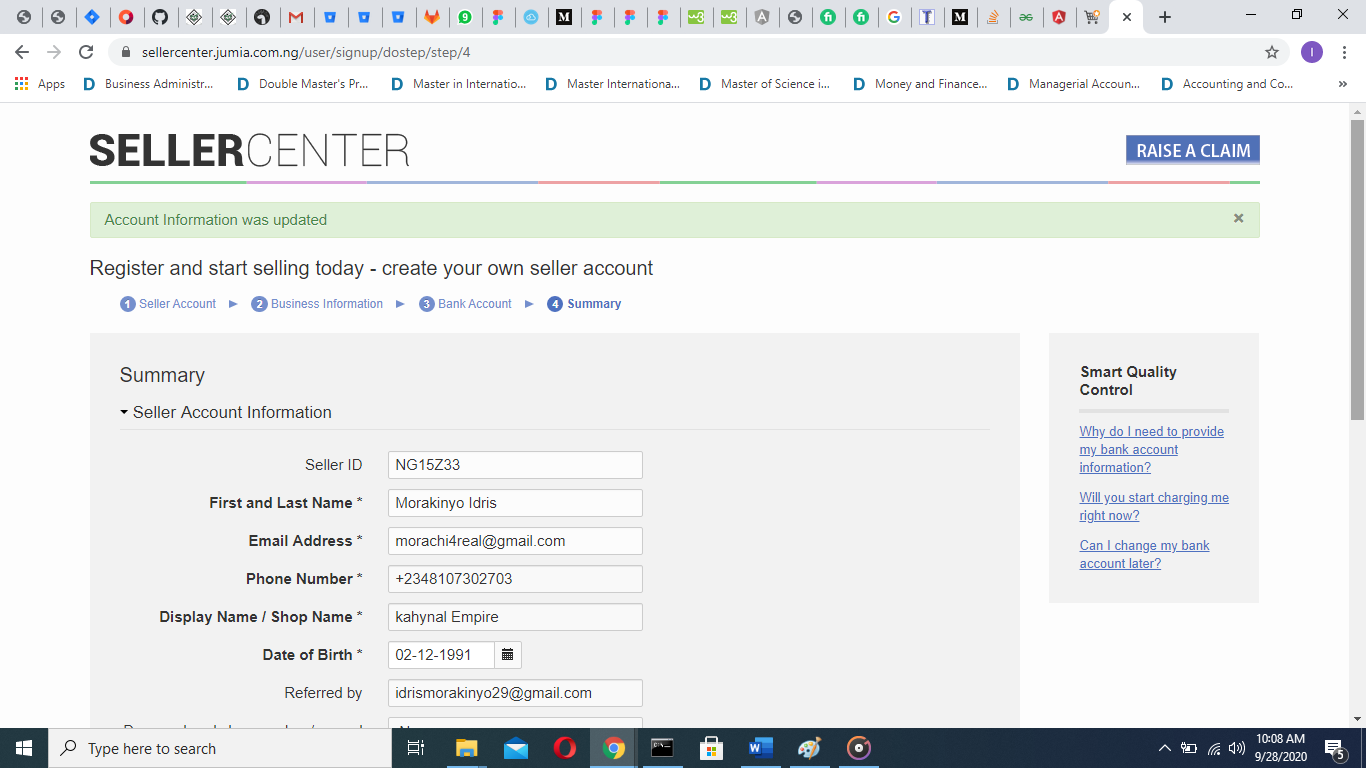 sellercenter.jumia.com.ng/user/signup/dostep/step/4
Apps Business Administr... Double Master's Pr... Master in Internatio... Master Internationa... Master of Science i... Money and Finance... Managerial Accoun... Accounting and Co... »
SELLERCENTER
RAISE A CLAIM
Account Information was updated
Register and start selling today - create your own seller account
1 Seller Account 2 Business Information 3 Bank Account 4 Summary
Summary
Seller Account Information
Seller ID NG15Z33
First and Last Name * Morakinyo Idris
Email Address * morachi4real@gmail.com
Phone Number * +2348107302703
Display Name / Shop Name * kahynal Empire
Date of Birth * 02-12-1991
Referred by idrismorakinyo29@gmail.com
Smart Quality
Control
Why do I need to provide
my bank account
information?
Will you start charging me
right now?
Can I change my bank
account later?
Type here to search
10:08 AM
9/28/2020
5